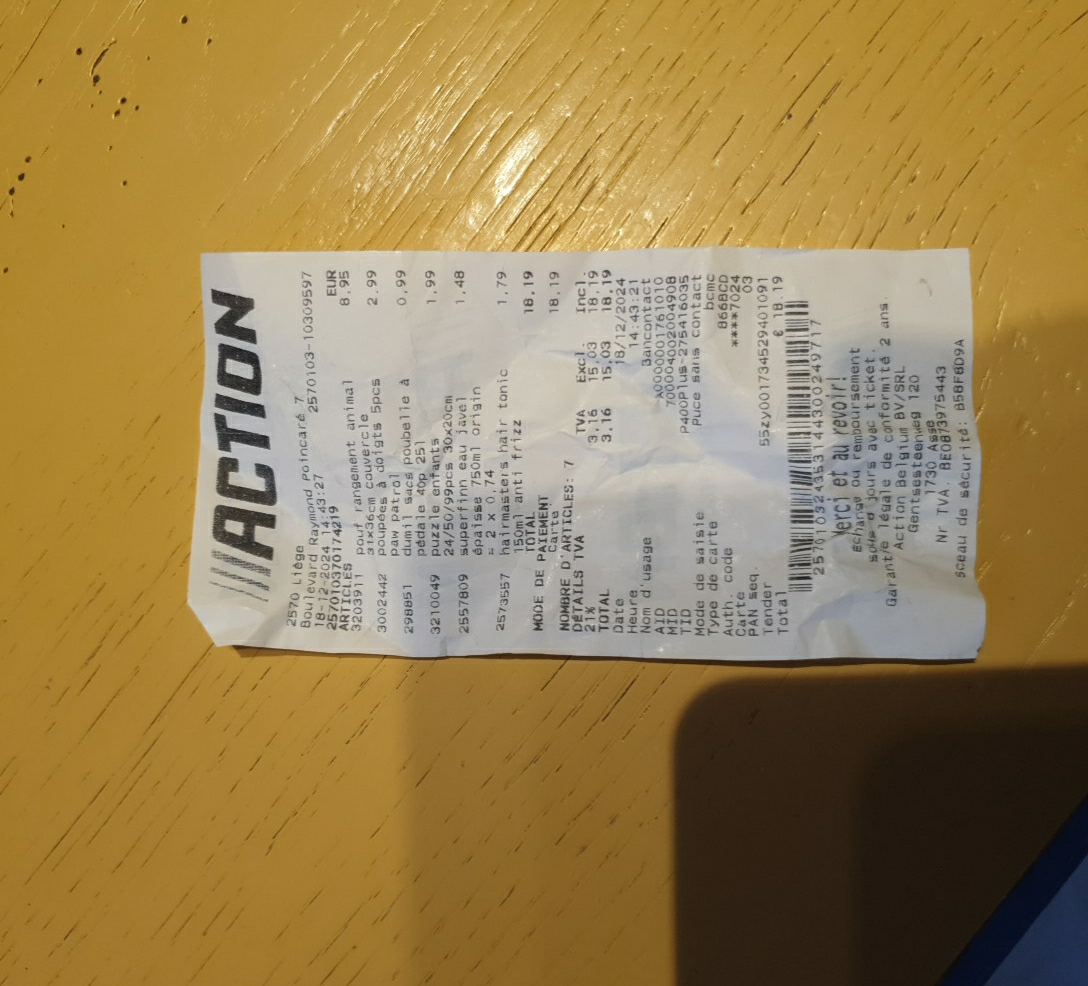 ACTION
2570 Liège
Boulevard Raymond Poincaré 7
18-12-2024 14:43:27 2570103-10309597
257010370174219
ARTICLES EUR
3203911 pouf rangement animal 8.95
31x36cm couvercle
3002442 poupées à doigts 5pcs 2.99
paw patrol
298851 dumil sacs poubelle à 0.99
pédale 40p 25l
3210049 puzzle enfants 1.99
24/50/99pcs 30x20cm
2557809 superfinn eau javel 1.48
épaisse 750ml origin
= 2 x 0.74
2573557 hairmasters hair tonic 1.79
150ml anti frizz
TOTAL 18.19
MODE DE PAIEMENT
Carte 18.19
NOMBRE D'ARTICLES: 7
DÉTAILS TVA TVA Excl. Incl.
21% 3.16 15.03 18.19
TOTAL 3.16 15.03 18.19
Date 18/12/2024
Heure 14:43:21
Nom d'usage Bancontact
AID
MID
TID P400Plus-275416035
Mode de saisie Puce sans contact
Type de carte bcmc
Auth. code 866BCD
Carte ****7024
PAN seq. 03
Tender 55zy001734529401091
Total € 18.19
Merci et au revoir!
Échange ou remboursement
jours avec ticket.
Garantie légale de conformité 2 ans.
Action Belgium BV/SRL
Gentsesteenweg 120
1730 Asse
Nr TVA. BE0873975443
Sceau de sécurité: B58F8D9A